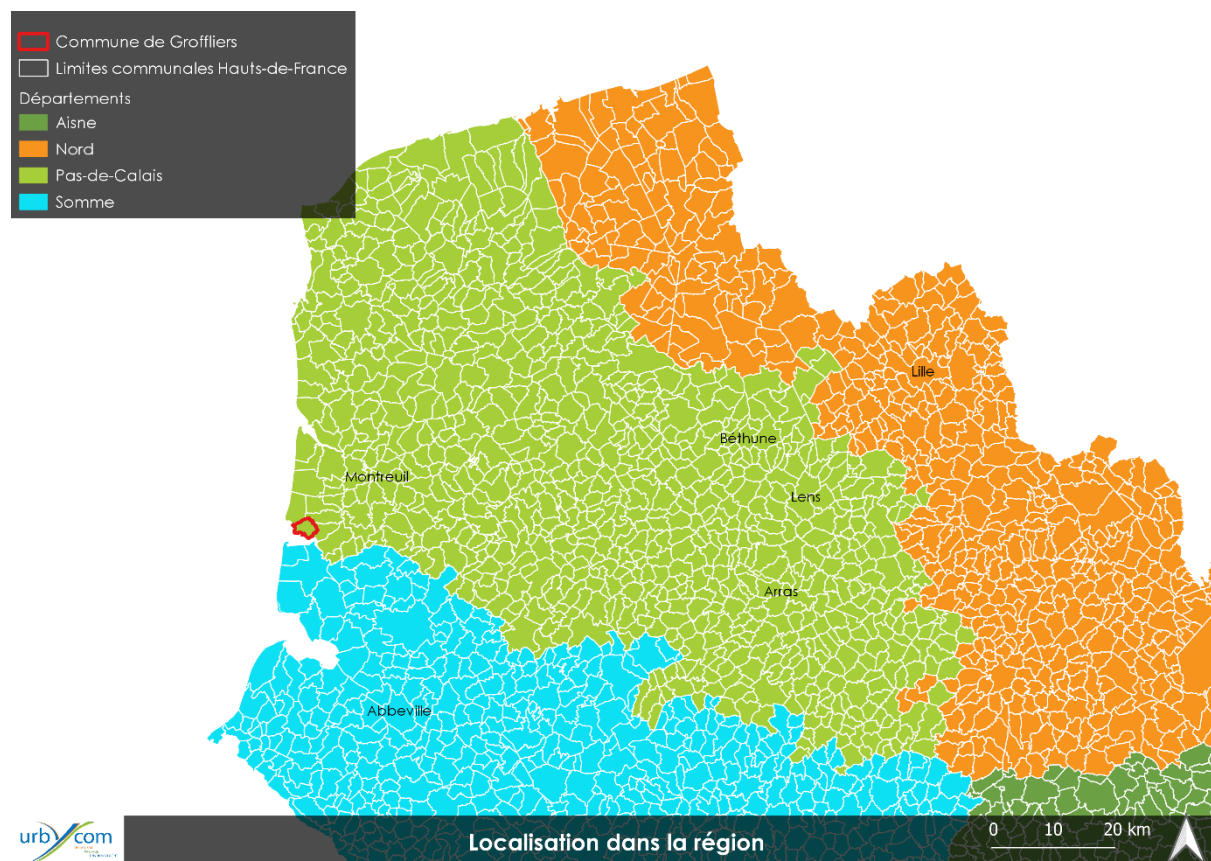 Commune de Groffliers
Limites communales Hauts-de-France
Départements
Aisne
Nord
Pas-de-Calais
Somme
Lille
Béthune
Montreuil
Lens
Arras
Abbeville
urbycom
Localisation dans la région
0 10 20 km